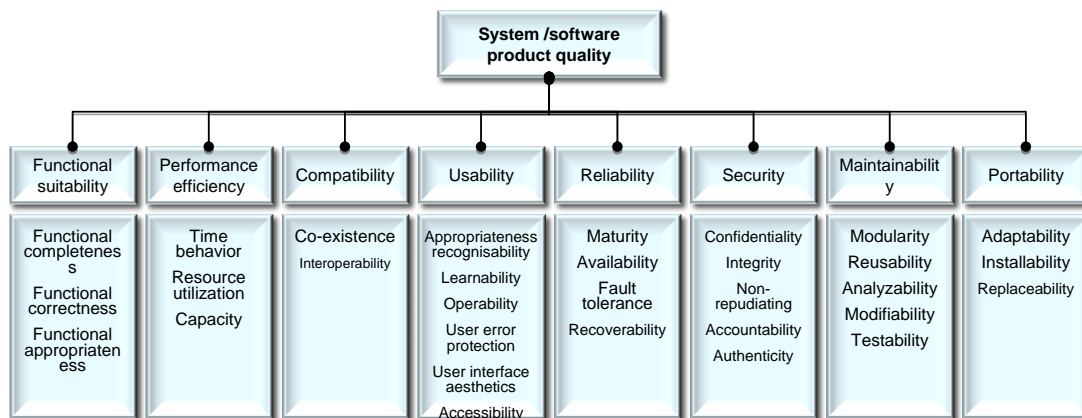 System /software
product quality
Functional
suitability
Performance
efficiency
Compatibility
Usability
Reliability
Security
Maintainabilit
y
Portability
Functional
completenes
s
Functional
correctness
Functional
appropriaten
ess
Time
behavior
Resource
utilization
Capacity
Co-existence
Interoperability
Appropriateness
recognisability
Learnability
Operability
User error
protection
User interface
aesthetics
Accessibility
Maturity
Availability
Fault
tolerance
Recoverability
Confidentiality
Integrity
Non-
repudiating
Accountability
Authenticity
Modularity
Reusability
Analyzability
Modifiability
Testability
Adaptability
Installability
Replaceability